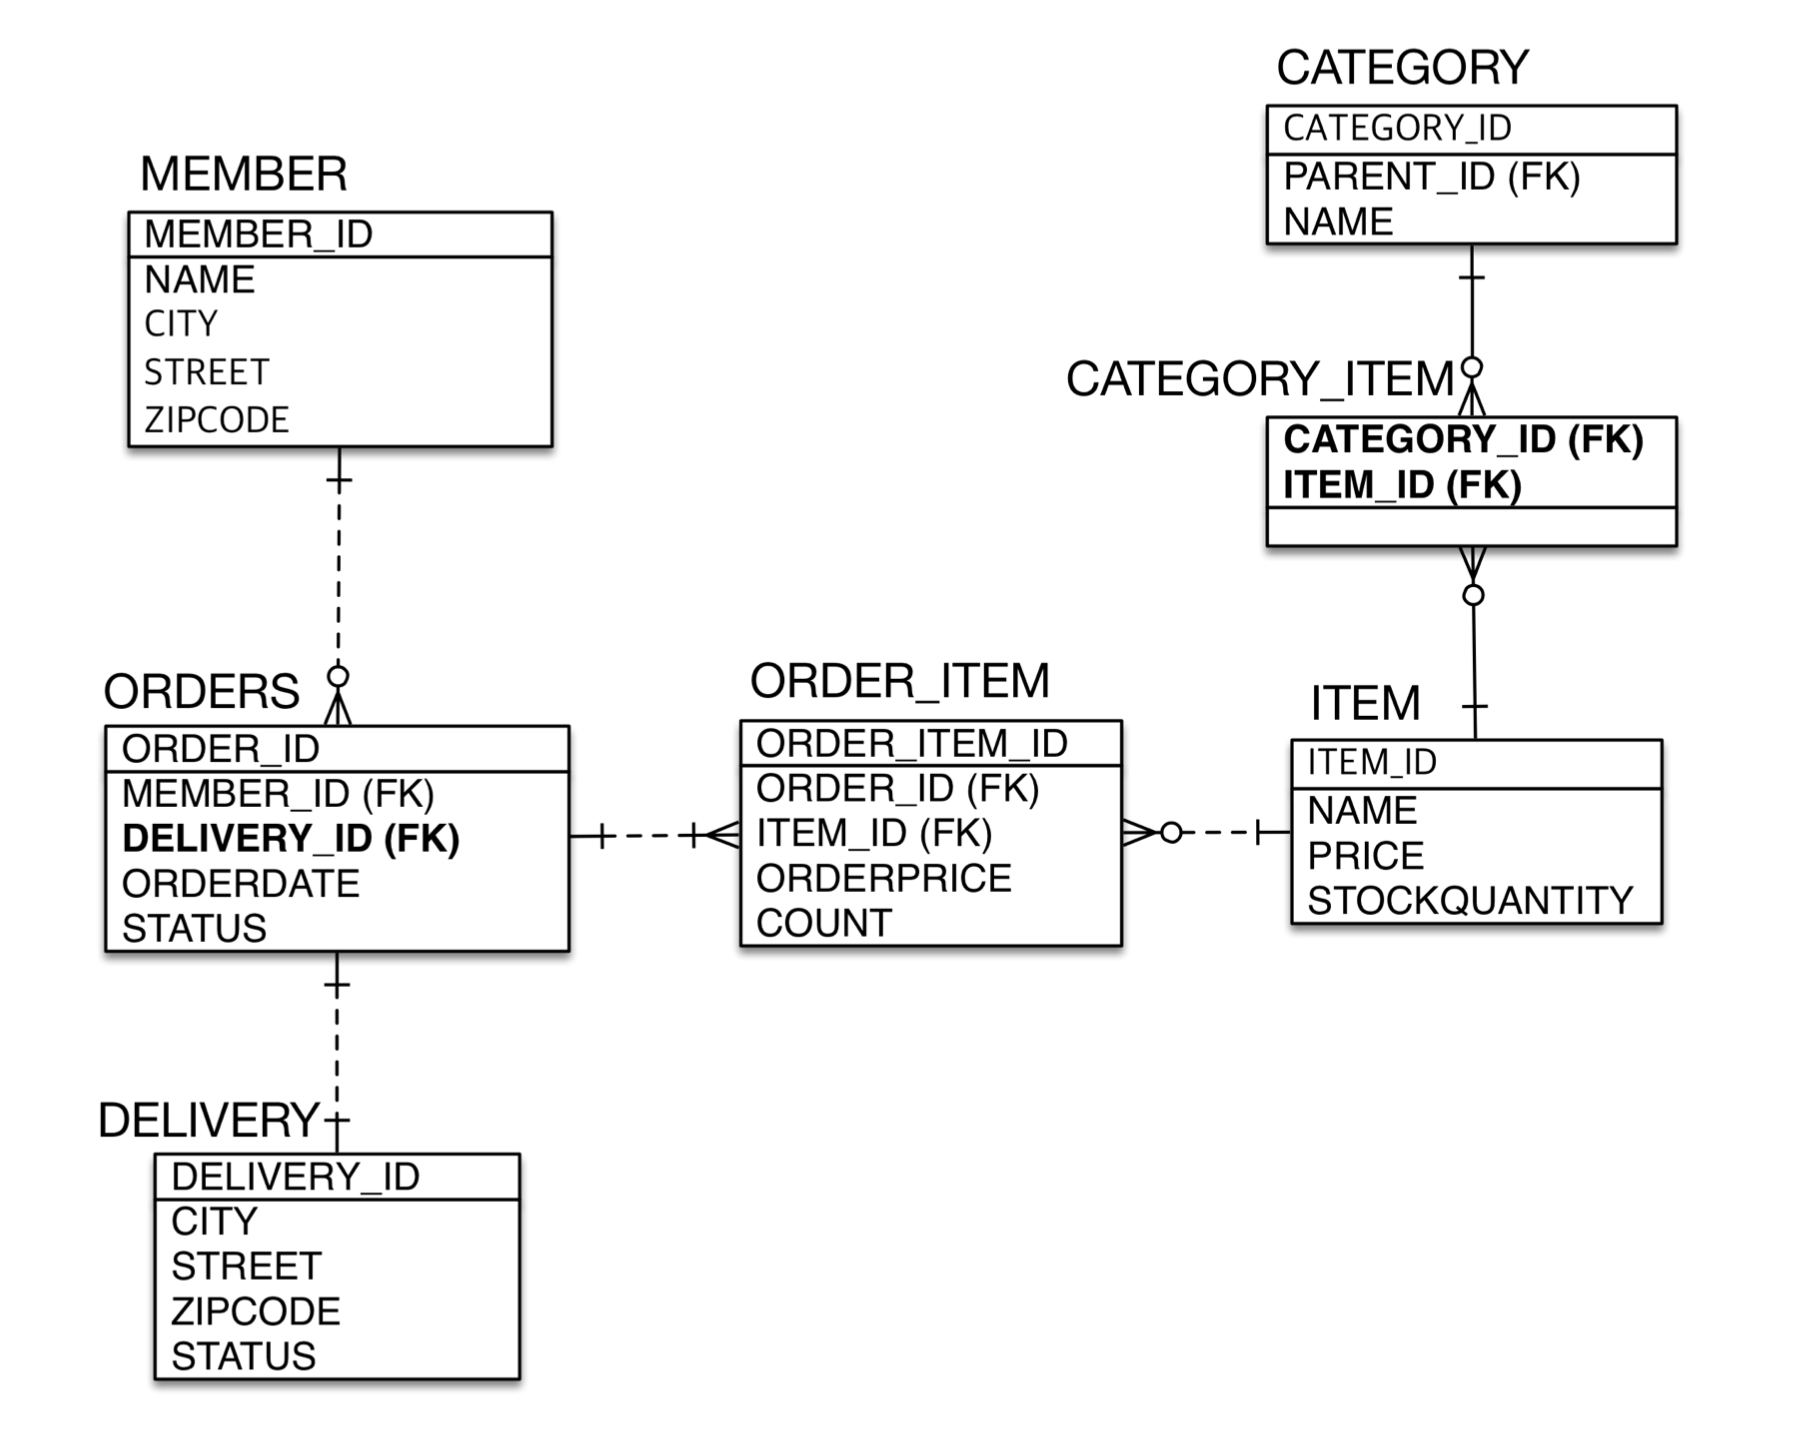 CATEGORY
CATEGORY_ID
PARENT_ID (FK)
NAME
MEMBER
MEMBER_ID
NAME
CITY
STREET
ZIPCODE
CATEGORY_ITEM
CATEGORY_ID (FK)
ITEM_ID (FK)
ORDERS
ORDER_ID
MEMBER_ID (FK)
DELIVERY_ID (FK)
ORDERDATE
STATUS
ORDER_ITEM
ORDER_ITEM_ID
ORDER_ID (FK)
ITEM_ID (FK)
ORDERPRICE
COUNT
ITEM
ITEM_ID
NAME
PRICE
STOCKQUANTITY
DELIVERY
DELIVERY_ID
CITY
STREET
ZIPCODE
STATUS